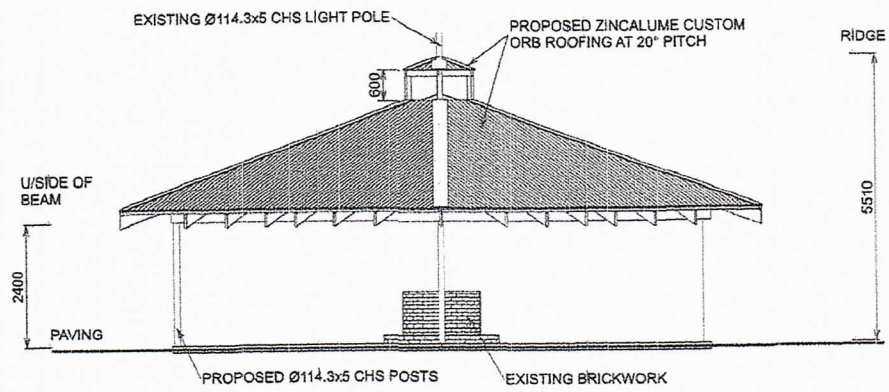 EXISTING Ø114.3x5 CHS LIGHT POLE
PROPOSED ZINCALUME CUSTOM
ORB ROOFING AT 20° PITCH
RIDGE
600
U/SIDE OF
BEAM
5510
2400
PAVING
PROPOSED Ø114.3x5 CHS POSTS
EXISTING BRICKWORK